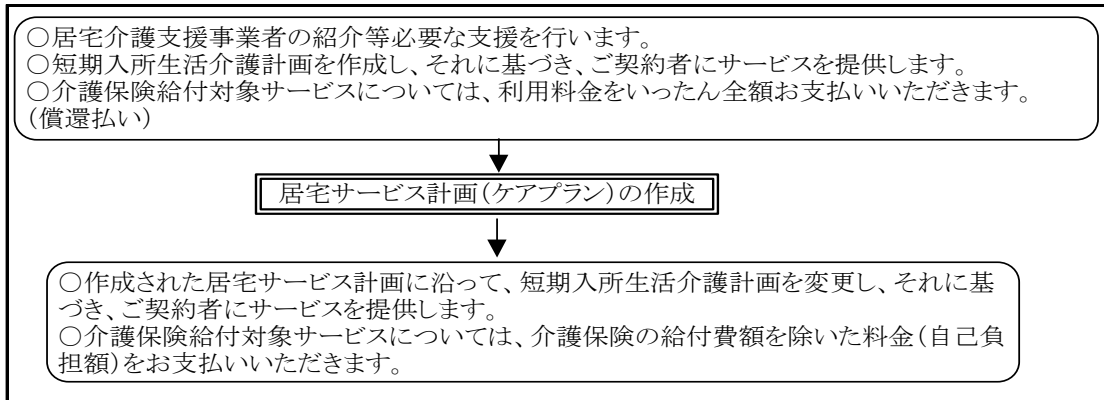 ○居宅介護支援事業者の紹介等必要な支援を行います。
○短期入所生活介護計画を作成し、それに基づき、ご契約者にサービスを提供します。
○介護保険給付対象サービスについては、利用料金をいったん全額お支払いいただきます。
(償還払い)
居宅サービス計画(ケアプラン)の作成
○作成された居宅サービス計画に沿って、短期入所生活介護計画を変更し、それに基
づき、ご契約者にサービスを提供します。
○介護保険給付対象サービスについては、介護保険の給付費額を除いた料金(自己負
担額)をお支払いいただきます。